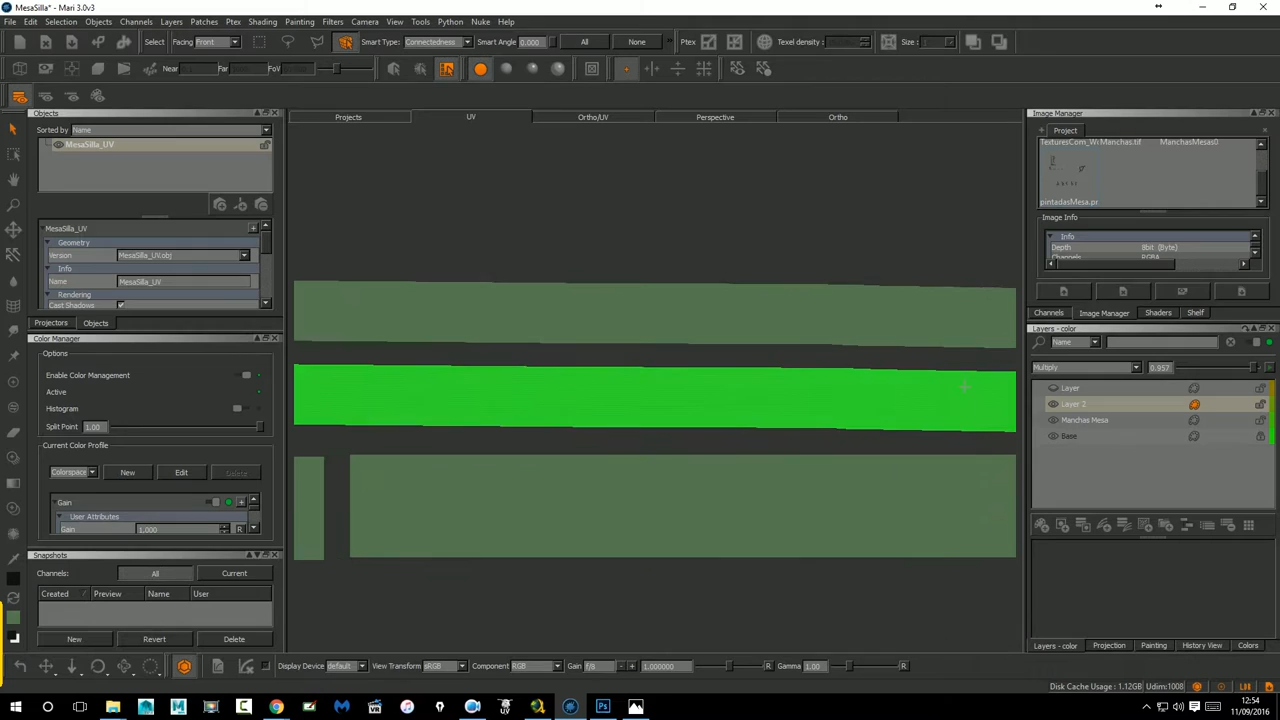 MesaSilla* - Mari 3.0v3
File Edit Selection Objects Channels Layers Patches Ptex Shading Painting Filters Camera View Tools Python Nuke Help
Select Facing Front Smart Type: Connectedness Smart Angle 0.000 All None Ptex Texel density: Size :
Near Far FoV
Objects
Sorted by Name
MesaSilla_UV
MesaSilla_UV
Geometry
Version MesaSilla_UV.obj
Info
Name MesaSilla_UV
Rendering
Cast Shadows
Projectors Objects
Color Manager
Options
Enable Color Management
Active
Histogram
Split Point 1.00
Current Color Profile
Colorspace New Edit Delete
Gain
User Attributes
Gain 1.000 R
Snapshots
Channels: All Current
Created Preview Name User
New Revert Delete
Projects UV Ortho/UV Perspective Ortho
Image Manager
Project
TexturesCom_W Manchas.tif ManchasMesas0
pintadasMesa.pr
Image Info
Info
Depth 8bit (Byte)
Channels RGBA
Channels Image Manager Shaders Shelf
Layers - color
Name
Multiply 0.957
Layer
Layer 2
Manchas Mesa
Base
Layers - color Projection Painting History View Colors
Display Device default View Transform sRGB Component RGB Gain f/8 1.000000 R Gamma 1.00 R
Disk Cache Usage : 1.12GB Udim:1008
12:54
11/09/2016